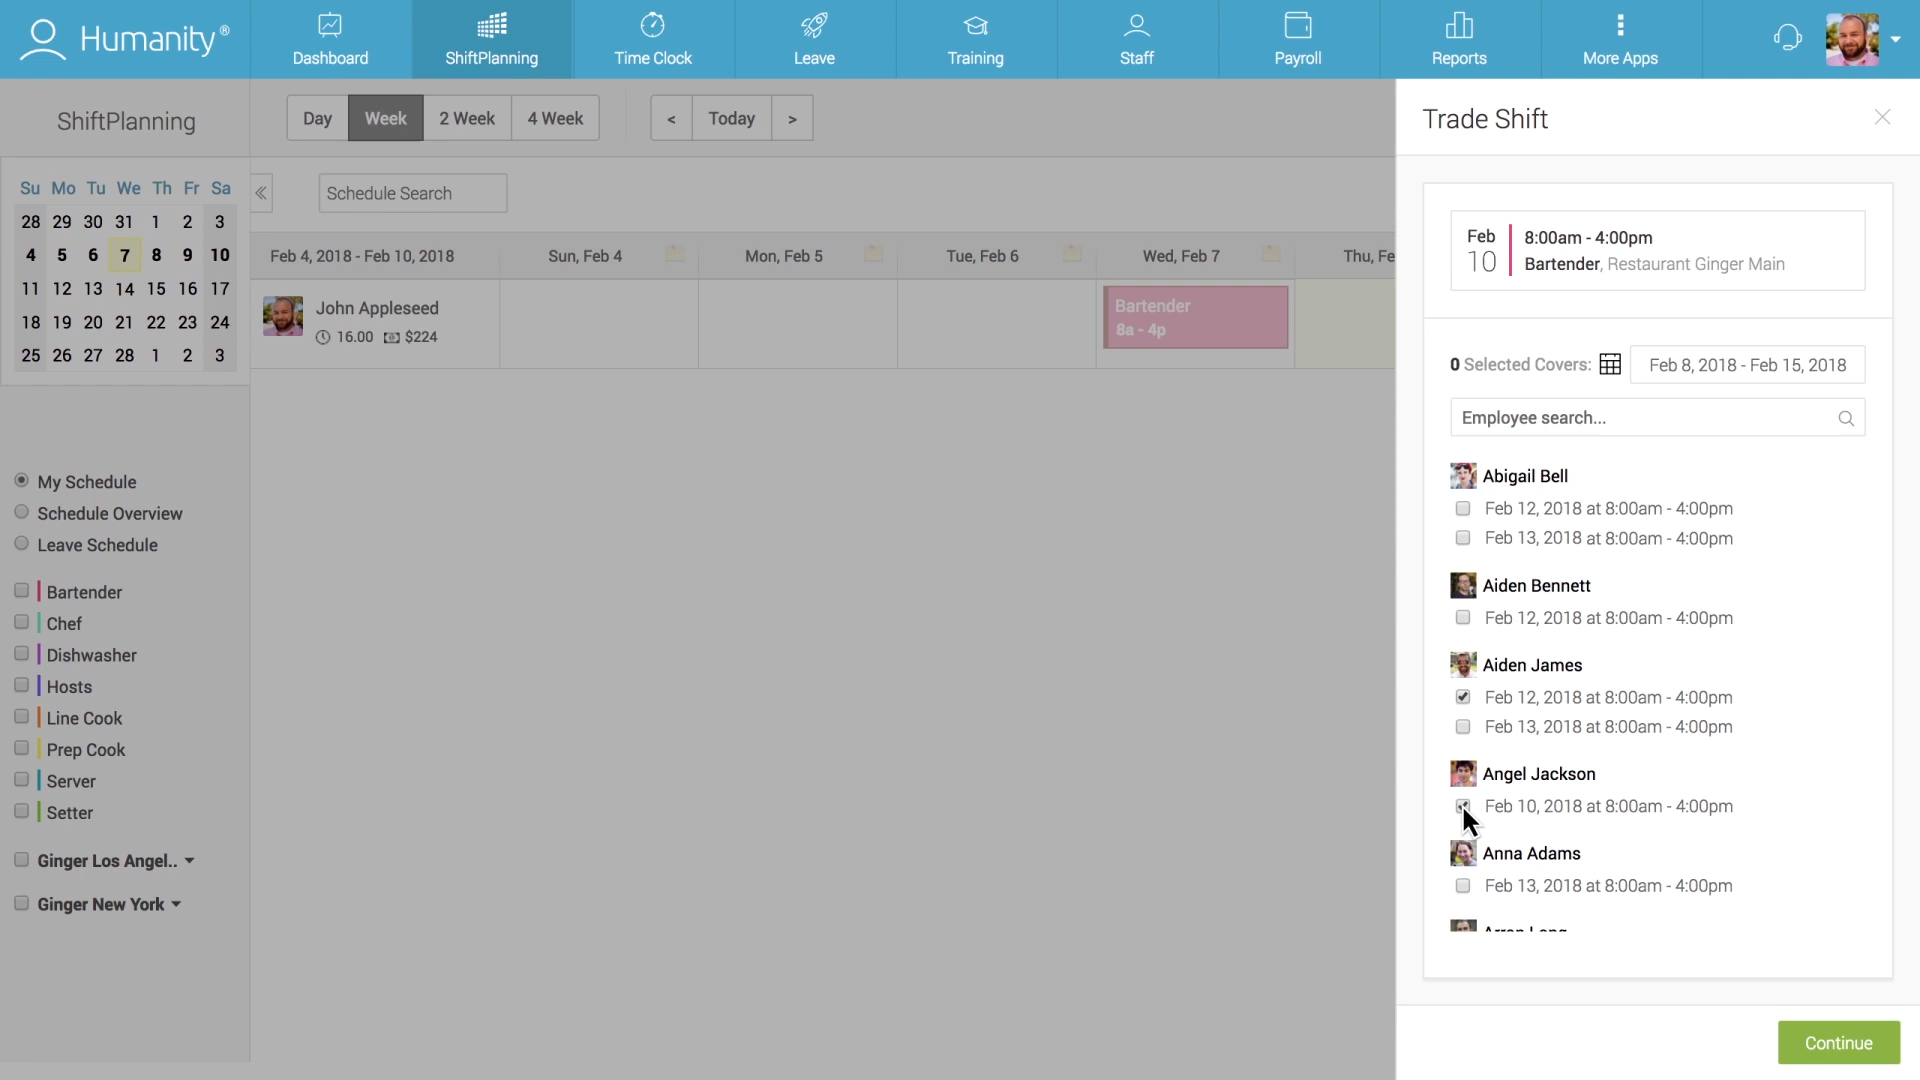 Humanity®
Dashboard
ShiftPlanning
Time Clock
Leave
Training
Staff
Payroll
Reports
More Apps
ShiftPlanning
Day Week 2 Week 4 Week
< Today >
Su Mo Tu We Th Fr Sa
28 29 30 31 1 2 3
4 5 6 7 8 9 10
11 12 13 14 15 16 17
18 19 20 21 22 23 24
25 26 27 28 1 2 3
My Schedule
Schedule Overview
Leave Schedule
Bartender
Chef
Dishwasher
Hosts
Line Cook
Prep Cook
Server
Setter
Ginger Los Angel..
Ginger New York
Schedule Search
Feb 4, 2018 - Feb 10, 2018 Sun, Feb 4 Mon, Feb 5 Tue, Feb 6 Wed, Feb 7 Thu, Fe
John Appleseed
16.00 $224
Bartender
8a - 4p
Trade Shift
Feb
10
8:00am - 4:00pm
Bartender, Restaurant Ginger Main
0 Selected Covers: Feb 8, 2018 - Feb 15, 2018
Employee search...
Abigail Bell
Feb 12, 2018 at 8:00am - 4:00pm
Feb 13, 2018 at 8:00am - 4:00pm
Aiden Bennett
Feb 12, 2018 at 8:00am - 4:00pm
Aiden James
Feb 12, 2018 at 8:00am - 4:00pm
Feb 13, 2018 at 8:00am - 4:00pm
Angel Jackson
Feb 10, 2018 at 8:00am - 4:00pm
Anna Adams
Feb 13, 2018 at 8:00am - 4:00pm
Continue